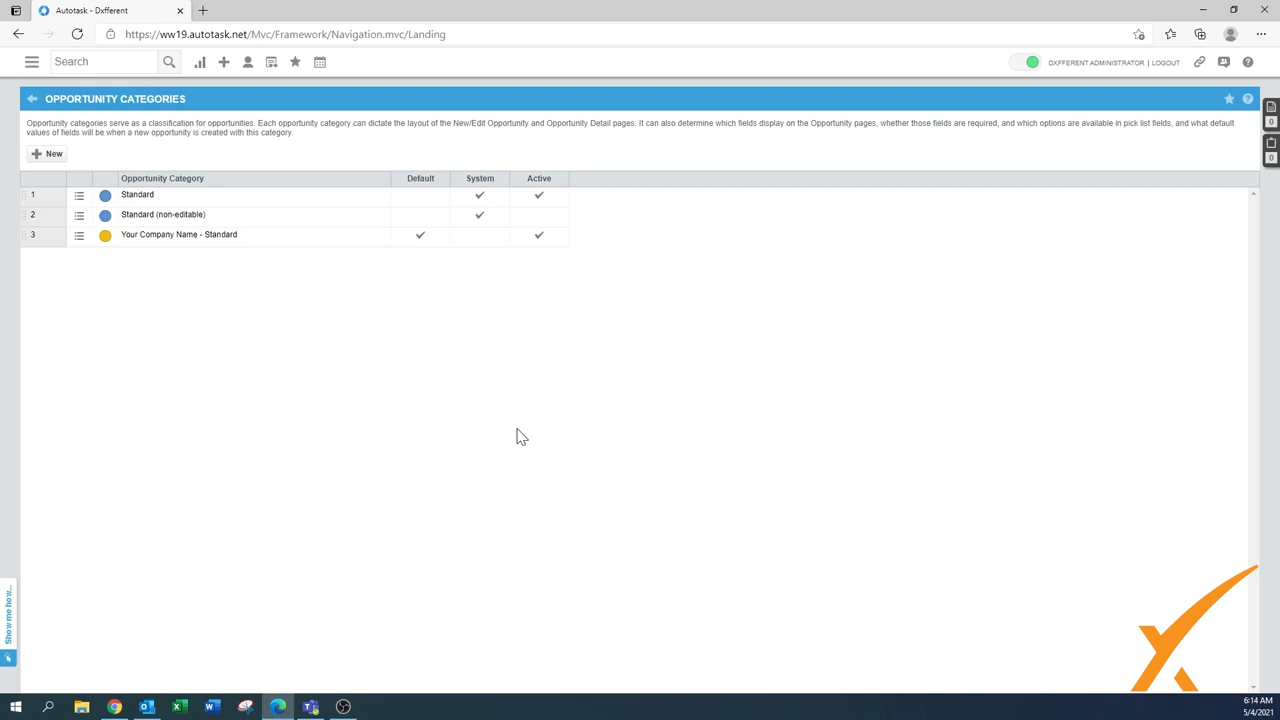 Autotask - Dxfferent
https://ww19.autotask.net/Mvc/Framework/Navigation.mvc/Landing
Search
DXFFERENT ADMINISTRATOR | LOGOUT
OPPORTUNITY CATEGORIES
0
Opportunity categories serve as a classification for opportunities. Each opportunity category can dictate the layout of the New/Edit Opportunity and Opportunity Detail pages. It can also determine which fields display on the Opportunity pages, whether those fields are required, and which options are available in pick list fields, and what default
values of fields will be when a new opportunity is created with this category.
New
0
Opportunity Category Default System Active
1 Standard
2 Standard (non-editable)
3 Your Company Name - Standard
Show me how...
6:14 AM
5/4/2021